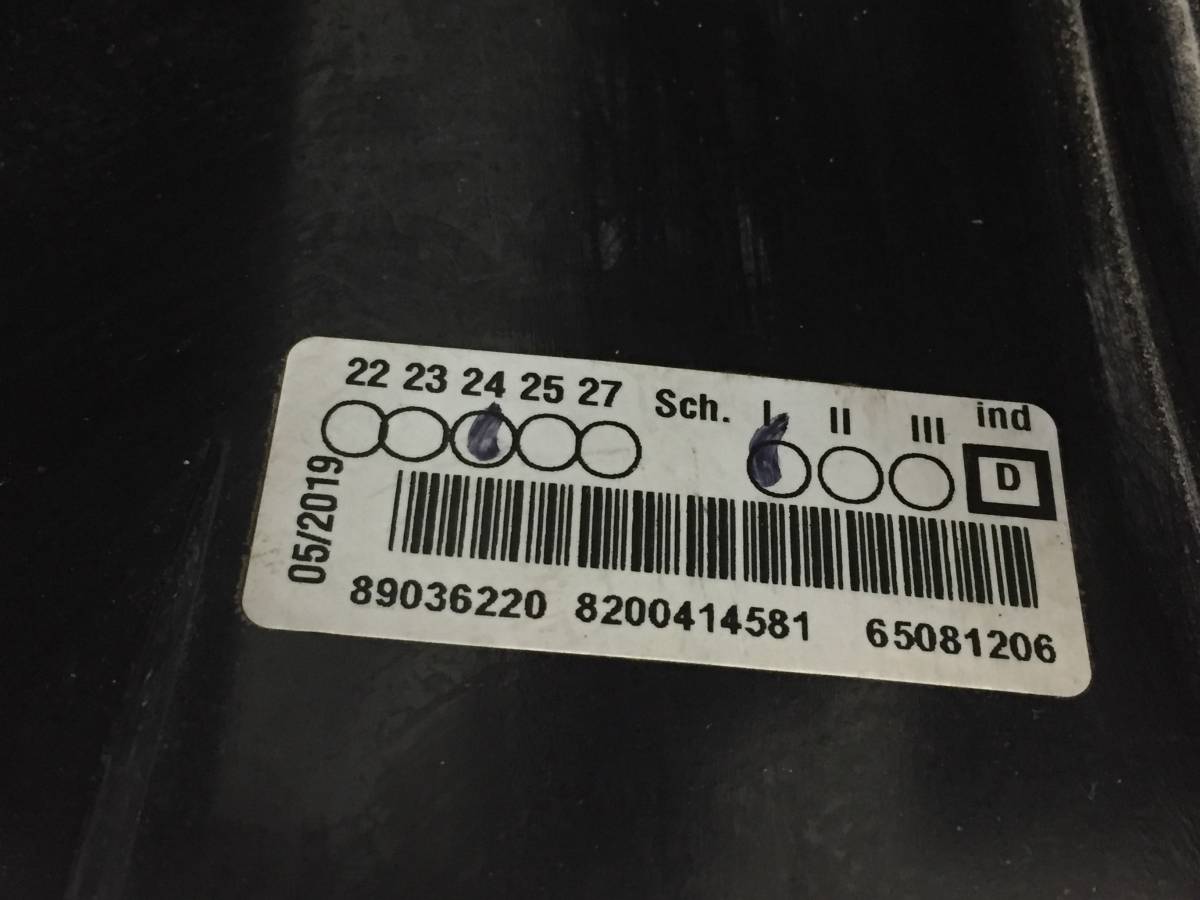 22 23 24 25 27 Sch. I II III ind
D
05/2019
89036220 8200414581 65081206